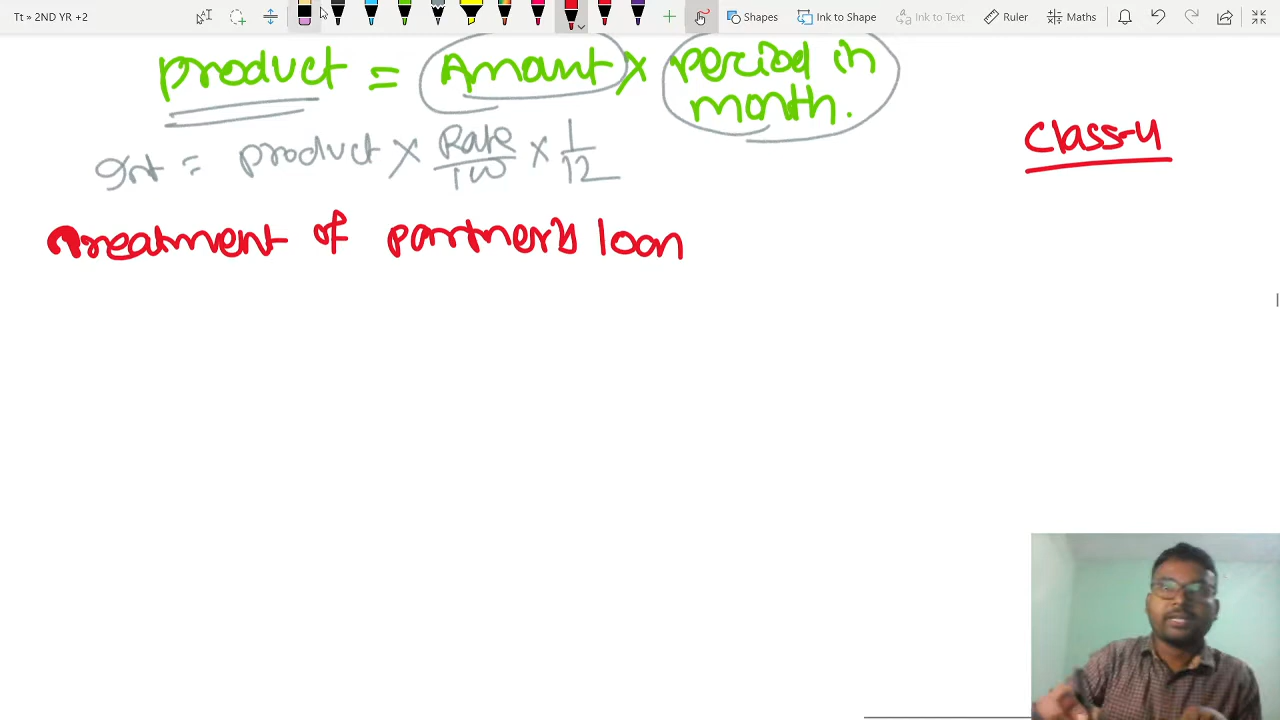 Tt > 2ND YR +2
Shapes
Ink to Shape
Ink to Text
Ruler
Maths
product = Amount × period in month.
Int = product × Rate/100 × 1/12
Class-4
Treatment of partner's loan